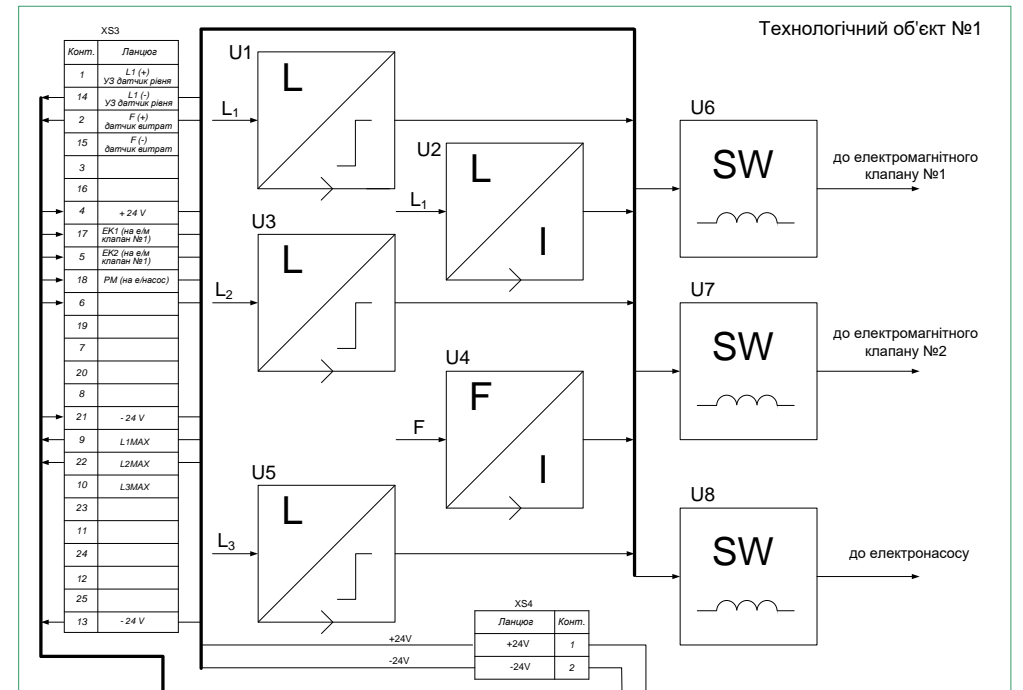 Технологічний об'єкт №1
XS3
Конт. Ланцюг
1 L1 (+)
УЗ датчик рівня
14 L1 (-)
УЗ датчик рівня
2 F (+)
датчик витрат
15 F (-)
датчик витрат
3
16
4 + 24 V
17 EK1 (на е/м
клапан №1)
5 EK2 (на е/м
клапан №1)
18 PM (на е/насос)
6
19
7
20
8
21 - 24 V
9 L1MAX
22 L2MAX
10 L3MAX
23
11
24
12
25
13 - 24 V
U1
L
L1
U2
L
I
L1
U3
L
L2
U4
F
I
F
U5
L
L3
U6
SW
до електромагнітного
клапану №1
U7
SW
до електромагнітного
клапану №2
U8
SW
до електронасосу
XS4
Ланцюг Конт.
+24V +24V 1
-24V -24V 2